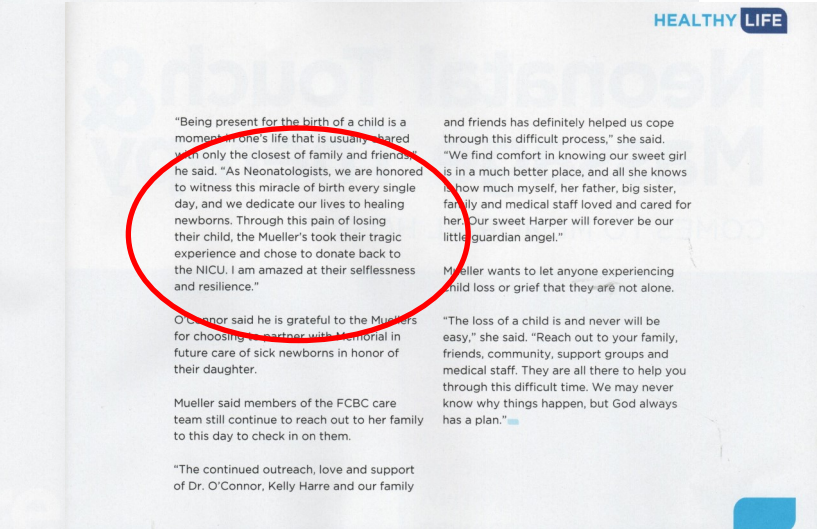 HEALTHY LIFE
“Being present for the birth of a child is a
moment in one’s life that is usually shared
with only the closest of family and friends,”
he said. “As Neonatologists, we are honored
to witness this miracle of birth every single
day, and we dedicate our lives to healing
newborns. Through this pain of losing
their child, the Mueller’s took their tragic
experience and chose to donate back to
the NICU. I am amazed at their selflessness
and resilience.”
O’Connor said he is grateful to the Muellers
for choosing to partner with Memorial in
future care of sick newborns in honor of
their daughter.
Mueller said members of the FCBC care
team still continue to reach out to her family
to this day to check in on them.
“The continued outreach, love and support
of Dr. O’Connor, Kelly Harre and our family
and friends has definitely helped us cope
through this difficult process,” she said.
“We find comfort in knowing our sweet girl
is in a much better place, and all she knows
is how much myself, her father, big sister,
family and medical staff loved and cared for
her. Our sweet Harper will forever be our
little guardian angel.”
Mueller wants to let anyone experiencing
child loss or grief that they are not alone.
“The loss of a child is and never will be
easy,” she said. “Reach out to your family,
friends, community, support groups and
medical staff. They are all there to help you
through this difficult time. We may never
know why things happen, but God always
has a plan.”